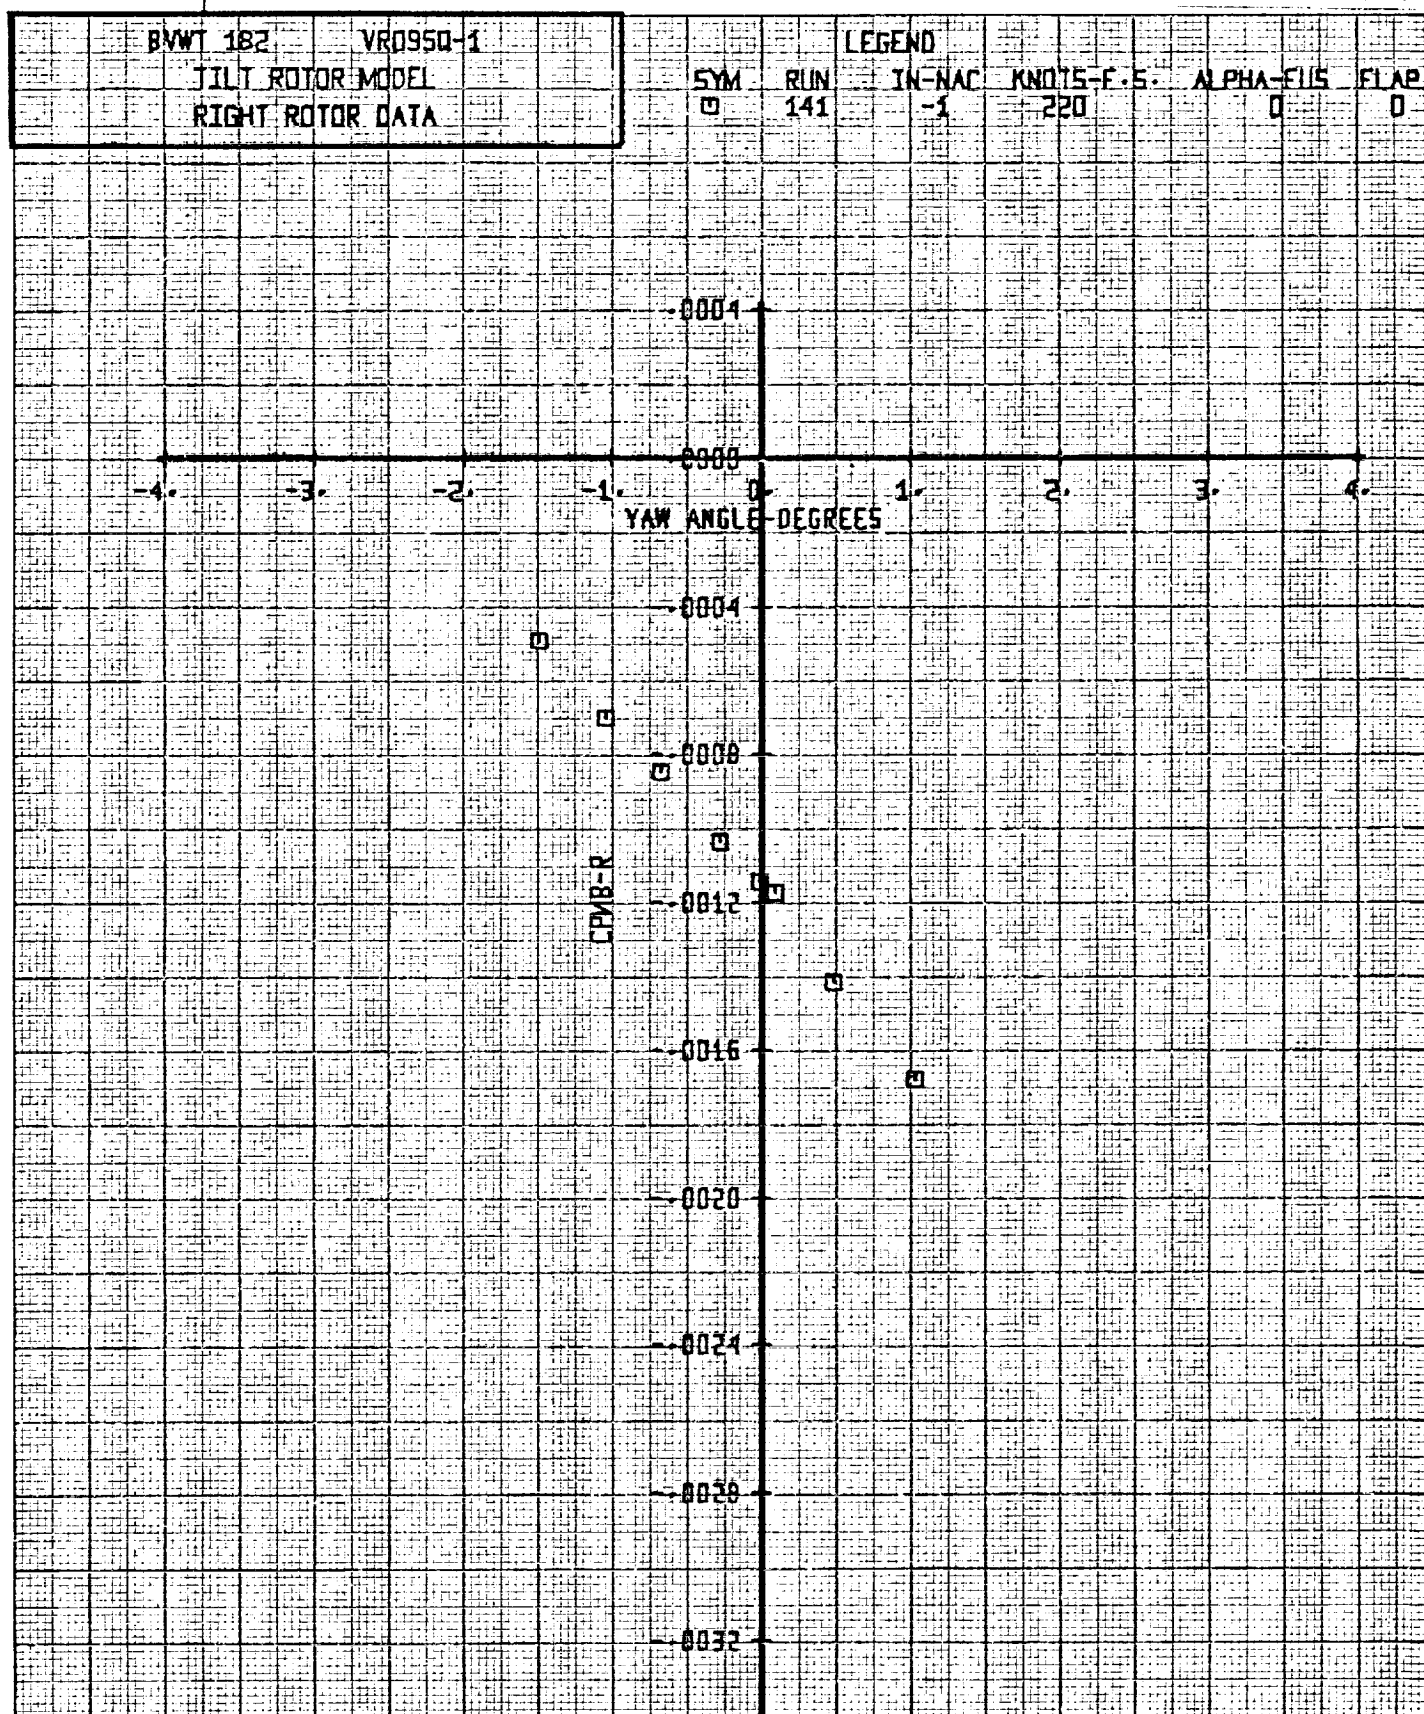 BVWT 182 VR095Q-1
TILT ROTOR MODEL
RIGHT ROTOR DATA
LEGEND
SYM RUN IN-NAC KNOTS-F.S. ALPHA-FUS FLAP
141 -1 220 0 0
.0004
.0000
-4. -3. -2. -1. 0. 1. 2. 3. 4.
YAW ANGLE-DEGREES
-.0004
-.0008
CPMB-R
-.0012
-.0016
-.0020
-.0024
-.0028
-.0032